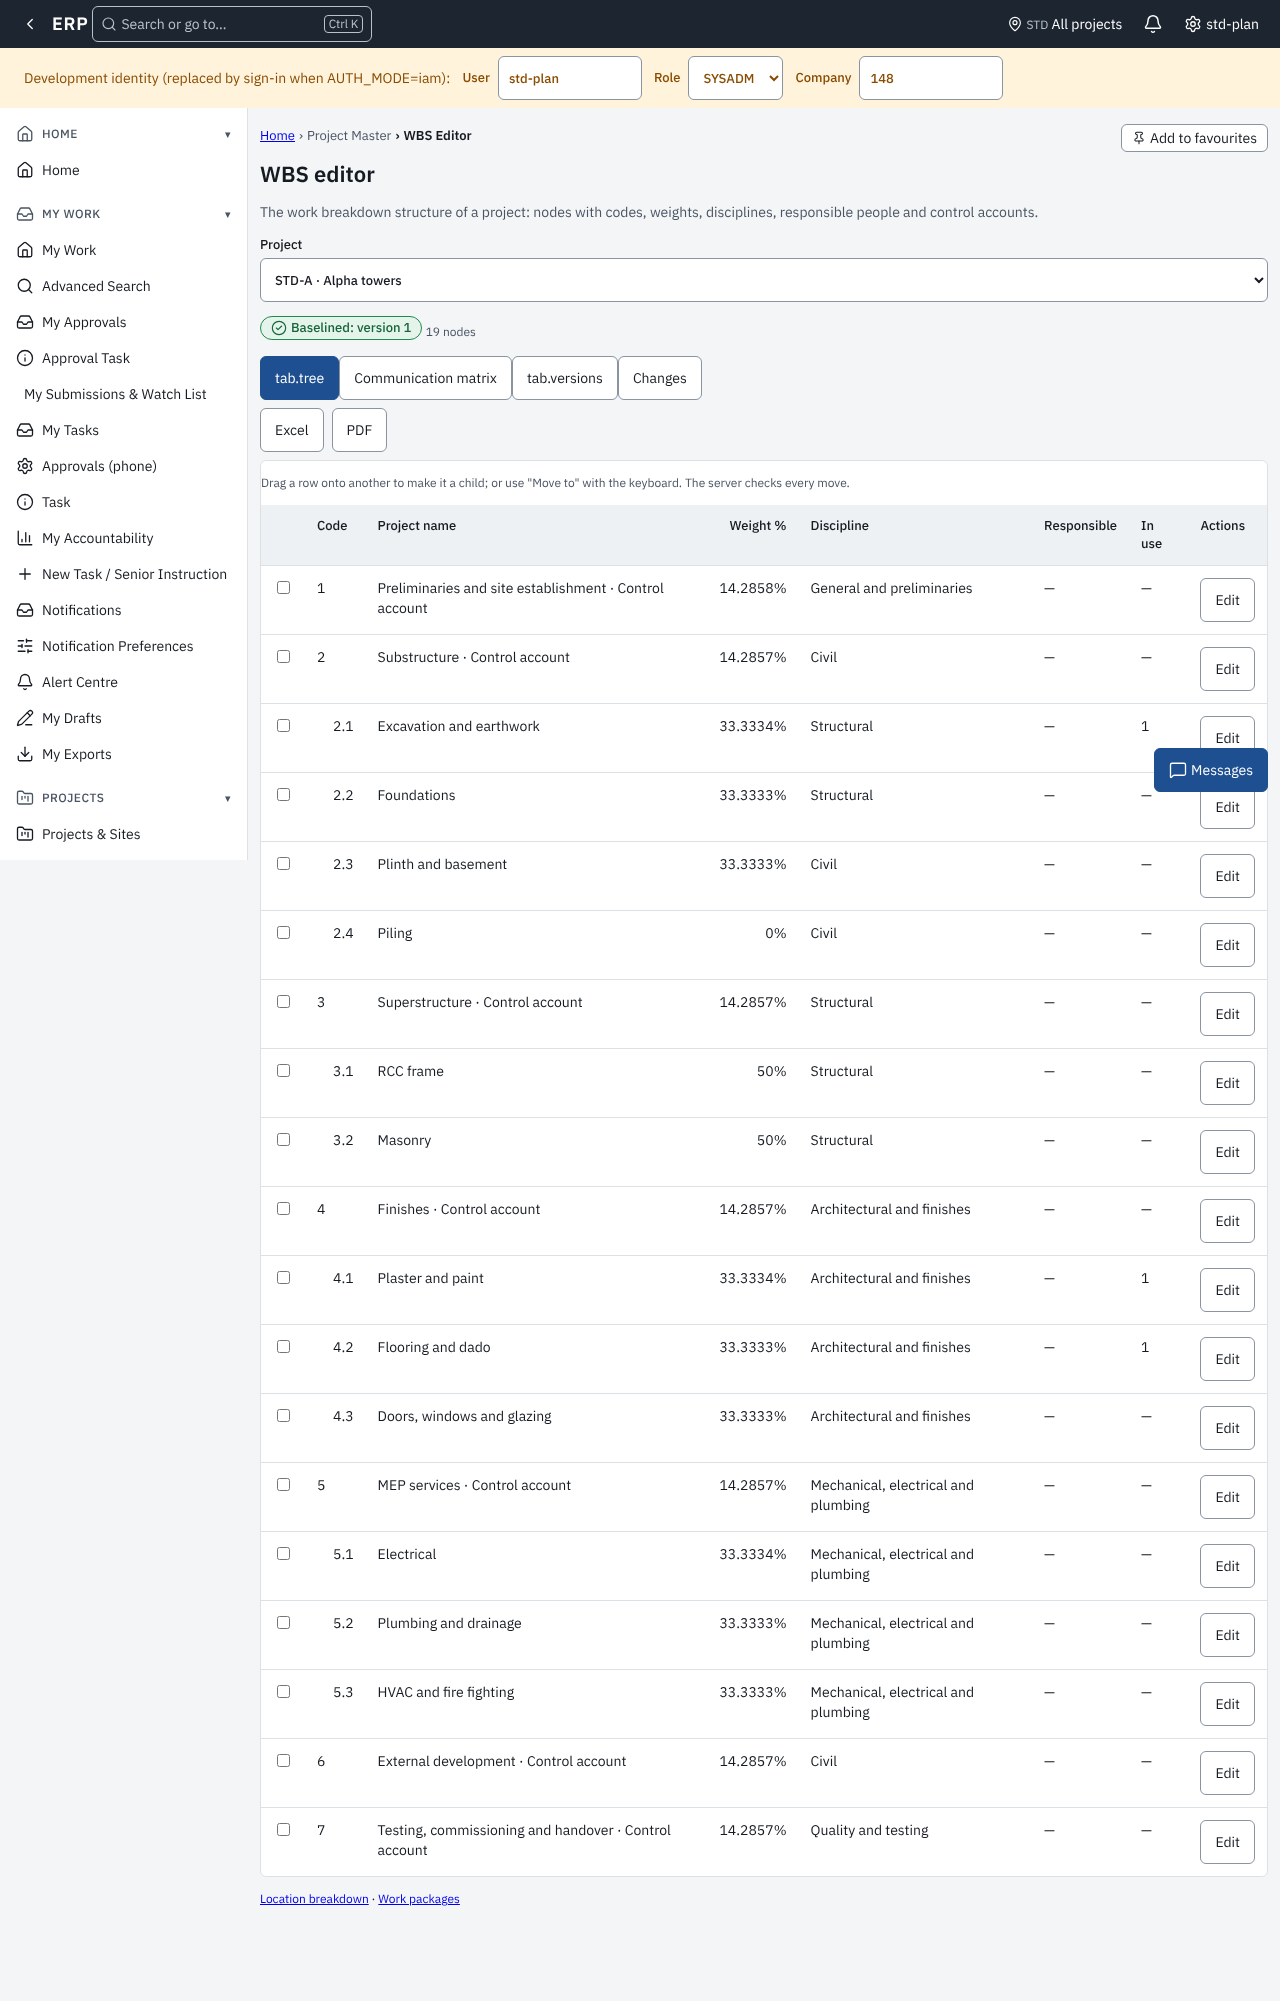 ERP
Search or go to...
Ctrl K
STD All projects
std-plan
Development identity (replaced by sign-in when AUTH_MODE=iam):
User
std-plan
Role
SYSADM
Company
148
HOME
Home
MY WORK
My Work
Advanced Search
My Approvals
Approval Task
My Submissions & Watch List
My Tasks
Approvals (phone)
Task
My Accountability
New Task / Senior Instruction
Notifications
Notification Preferences
Alert Centre
My Drafts
My Exports
PROJECTS
Projects & Sites
Home › Project Master › WBS Editor
Add to favourites
WBS editor
The work breakdown structure of a project: nodes with codes, weights, disciplines, responsible people and control accounts.
Project
STD-A · Alpha towers
Baselined: version 1
19 nodes
tab.tree
Communication matrix
tab.versions
Changes
Excel
PDF
Drag a row onto another to make it a child; or use "Move to" with the keyboard. The server checks every move.
Code Project name Weight % Discipline Responsible In use Actions
1 Preliminaries and site establishment · Control account 14.2858% General and preliminaries — — Edit
2 Substructure · Control account 14.2857% Civil — — Edit
2.1 Excavation and earthwork 33.3334% Structural — 1 Edit
Messages
2.2 Foundations 33.3333% Structural — — Edit
2.3 Plinth and basement 33.3333% Civil — — Edit
2.4 Piling 0% Civil — — Edit
3 Superstructure · Control account 14.2857% Structural — — Edit
3.1 RCC frame 50% Structural — — Edit
3.2 Masonry 50% Structural — — Edit
4 Finishes · Control account 14.2857% Architectural and finishes — — Edit
4.1 Plaster and paint 33.3334% Architectural and finishes — 1 Edit
4.2 Flooring and dado 33.3333% Architectural and finishes — 1 Edit
4.3 Doors, windows and glazing 33.3333% Architectural and finishes — — Edit
5 MEP services · Control account 14.2857% Mechanical, electrical and plumbing — — Edit
5.1 Electrical 33.3334% Mechanical, electrical and plumbing — — Edit
5.2 Plumbing and drainage 33.3333% Mechanical, electrical and plumbing — — Edit
5.3 HVAC and fire fighting 33.3333% Mechanical, electrical and plumbing — — Edit
6 External development · Control account 14.2857% Civil — — Edit
7 Testing, commissioning and handover · Control account 14.2857% Quality and testing — — Edit
Location breakdown · Work packages